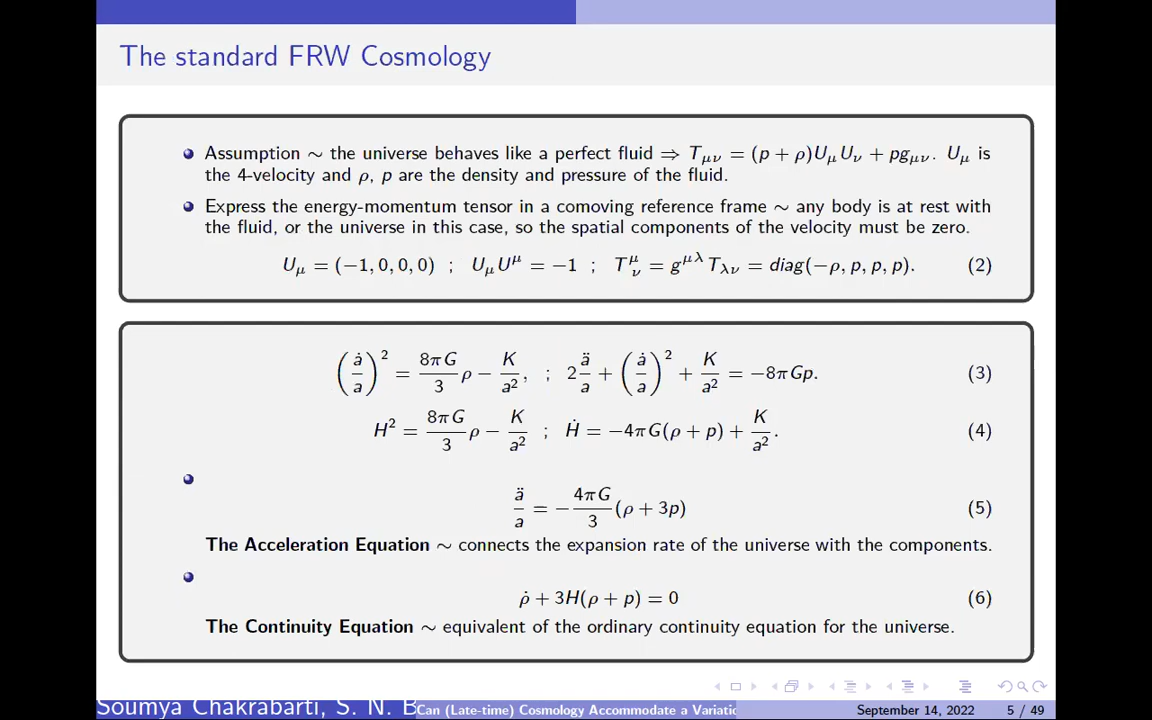 The standard FRW Cosmology
Assumption ∼ the universe behaves like a perfect fluid ⇒ T_{μν} = (p + ρ)U_μU_ν + pg_{μν}. U_μ is
the 4-velocity and ρ, p are the density and pressure of the fluid.
Express the energy-momentum tensor in a comoving reference frame ∼ any body is at rest with
the fluid, or the universe in this case, so the spatial components of the velocity must be zero.
U_μ = (−1, 0, 0, 0) ; U_μU^μ = −1 ; T^μ_ν = g^{μλ}T_{λν} = diag(−ρ, p, p, p). (2)
(ȧ/a)^2 = 8πG/3 ρ − K/a^2, ; 2 ä/a + (ȧ/a)^2 + K/a^2 = −8πGp. (3)
H^2 = 8πG/3 ρ − K/a^2 ; Ḣ = −4πG(ρ + p) + K/a^2. (4)
ä/a = − 4πG/3 (ρ + 3p) (5)
The Acceleration Equation ∼ connects the expansion rate of the universe with the components.
ρ̇ + 3H(ρ + p) = 0 (6)
The Continuity Equation ∼ equivalent of the ordinary continuity equation for the universe.
Soumya Chakrabarti, S. N. B Can (Late-time) Cosmology Accommodate a Variatio September 14, 2022 5 / 49